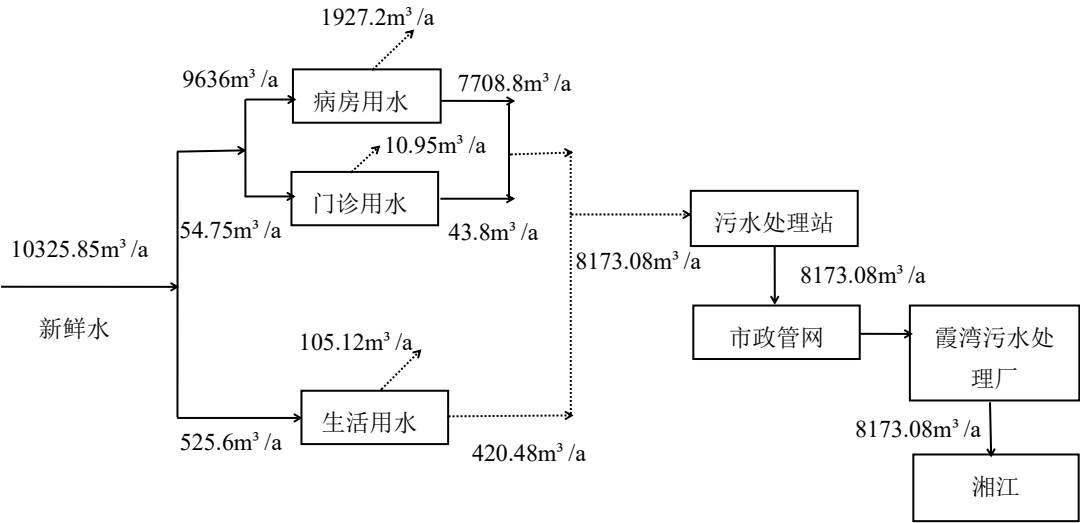 1927.2m³/a
9636m³/a
病房用水
7708.8m³/a
10.95m³/a
门诊用水
54.75m³/a
43.8m³/a
10325.85m³/a
新鲜水
污水处理站
8173.08m³/a
8173.08m³/a
市政管网
霞湾污水处
理厂
105.12m³/a
生活用水
525.6m³/a
420.48m³/a
8173.08m³/a
湘江